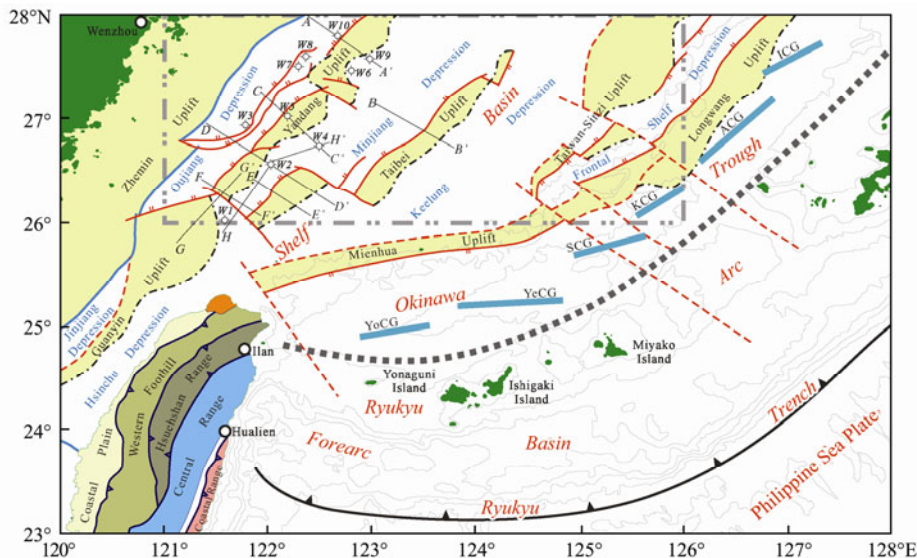 28°N
27°
26°
25°
24°
23°
120°
121°
122°
123°
124°
125°
126°
127°
128°E
Wenzhou
A
W10
W8
W7
W9
A'
W6
Uplift
Depression
C
W5
W3
Yandang
B
B'
D
W4
H'
C'
W2
G'
E
D'
E'
F
F'
W1
H
G
Zhemin
Uplift
Oujiang
Depression
Minjiang
Depression
Taibei
Uplift
Keelung
Depression
Basin
Shelf
Taiwan-Sinzi
Uplift
Frontal
Shelf
Depression
Longwang
Uplift
ICG
ACG
KCG
SCG
YeCG
YoCG
Trough
Arc
Mienhua
Uplift
Okinawa
Jinjiang
Depression
Guanyin
Uplift
Hsinche
Depression
Coastal
Plain
Western
Foothill
Hsuehshan
Range
Central
Range
Coastal Range
Ilan
Hualien
Yonaguni
Island
Ishigaki
Island
Miyako
Island
Ryukyu
Forearc
Basin
Ryukyu
Trench
Philippine Sea Plate